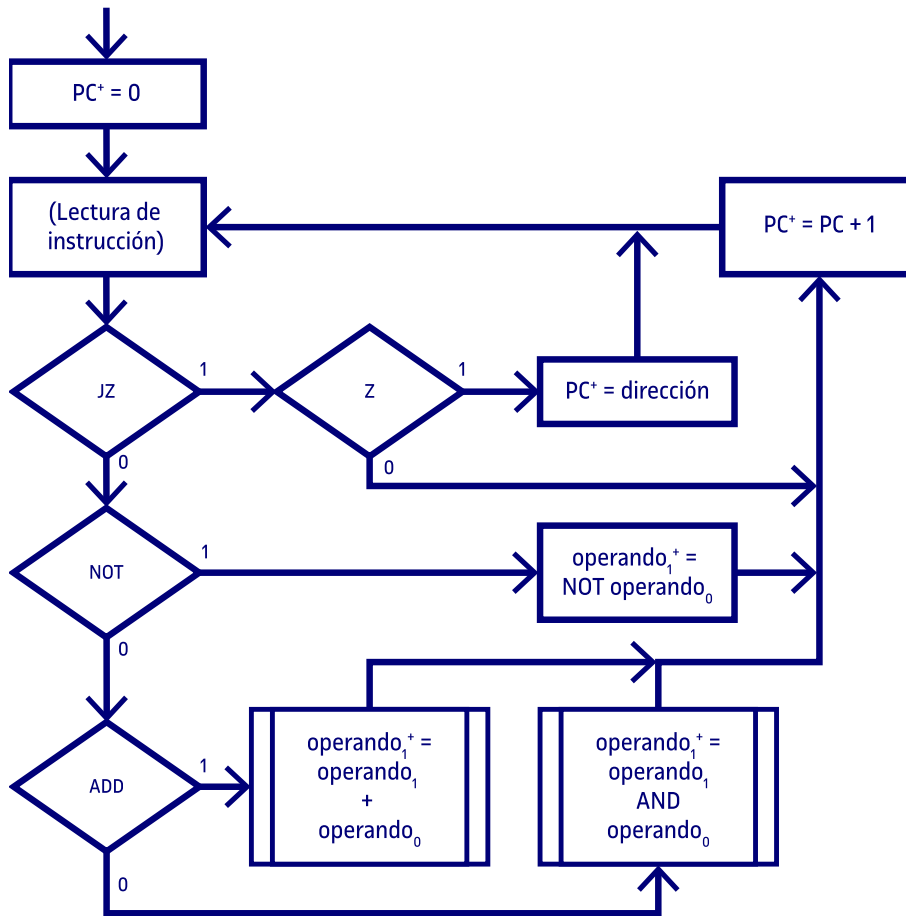 PC⁺ = 0
(Lectura de
instrucción)
PC⁺ = PC + 1
JZ
1
0
Z
1
0
PC⁺ = dirección
NOT
1
0
operando₁⁺ =
NOT operando₀
ADD
1
0
operando₁⁺ =
operando₁
+
operando₀
operando₁⁺ =
operando₁
AND
operando₀